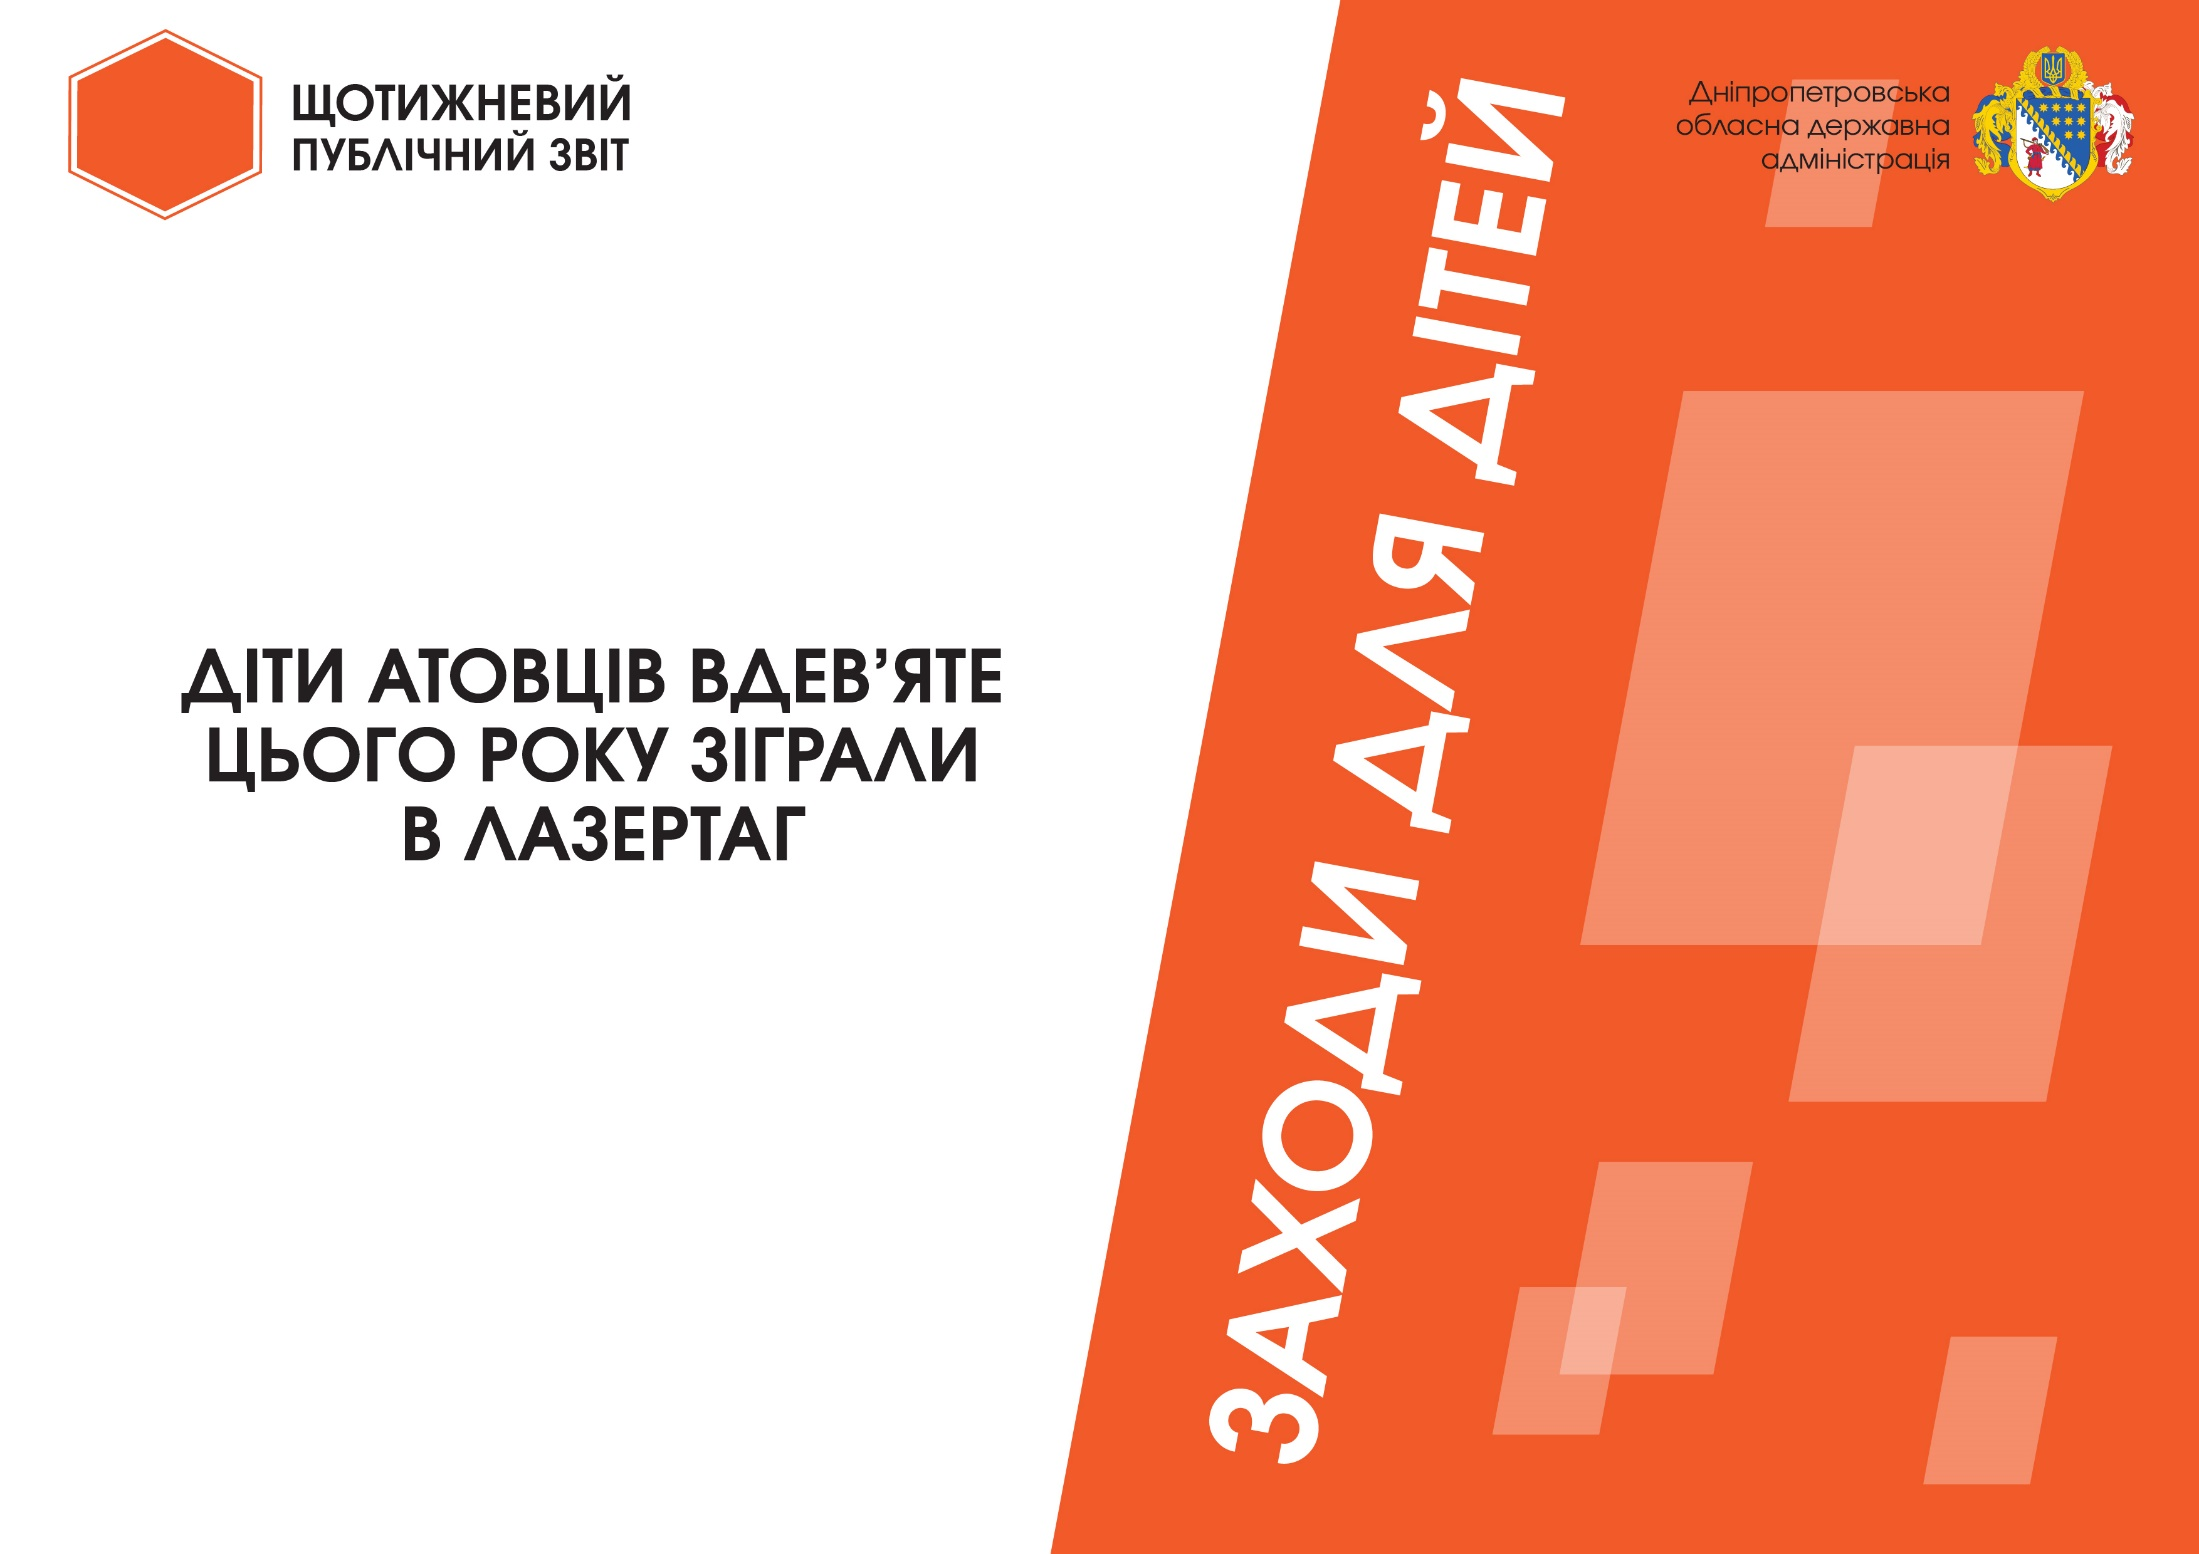 ЩОТИЖНЕВИЙ
ПУБЛІЧНИЙ ЗВІТ
Дніпропетровська
обласна державна
адміністрація
ДІТИ АТОВЦІВ ВДЕВ’ЯТЕ
ЦЬОГО РОКУ ЗІГРАЛИ
В ЛАЗЕРТАГ
ЗАХОДИ ДЛЯ ДІТЕЙ